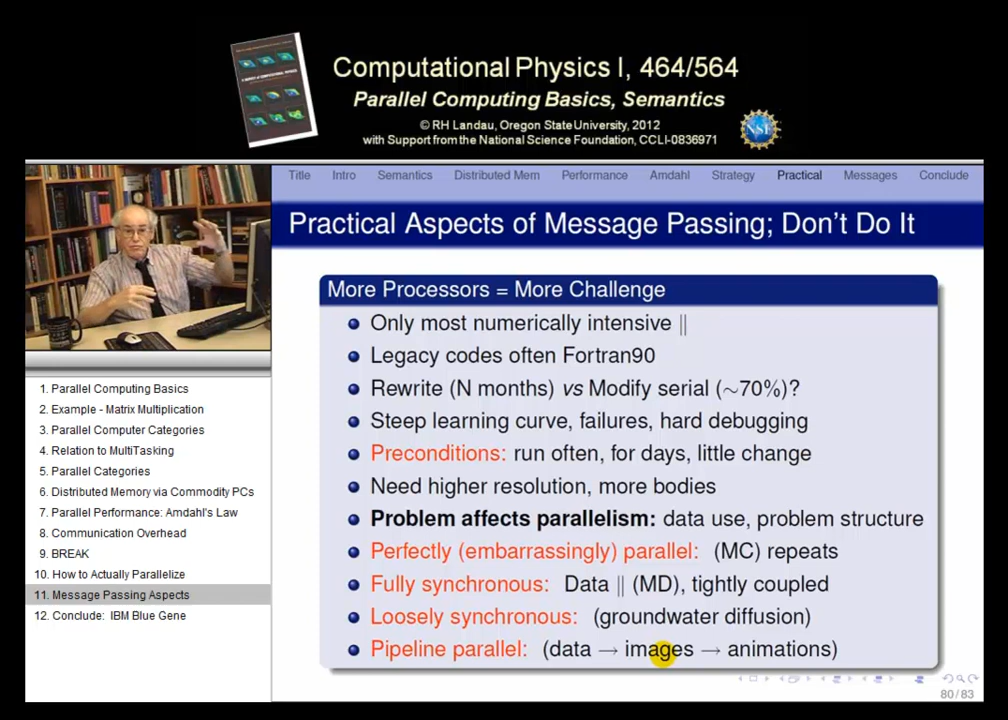 Computational Physics I, 464/564
Parallel Computing Basics, Semantics
© RH Landau, Oregon State University, 2012
with Support from the National Science Foundation, CCLI-0836971
NSF
Title Intro Semantics Distributed Mem Performance Amdahl Strategy Practical Messages Conclude
Practical Aspects of Message Passing; Don't Do It
More Processors = More Challenge
Only most numerically intensive ||
Legacy codes often Fortran90
Rewrite (N months) vs Modify serial (~70%)?
Steep learning curve, failures, hard debugging
Preconditions: run often, for days, little change
Need higher resolution, more bodies
Problem affects parallelism: data use, problem structure
Perfectly (embarrassingly) parallel: (MC) repeats
Fully synchronous: Data || (MD), tightly coupled
Loosely synchronous: (groundwater diffusion)
Pipeline parallel: (data → images → animations)
80/83
1. Parallel Computing Basics
2. Example - Matrix Multiplication
3. Parallel Computer Categories
4. Relation to MultiTasking
5. Parallel Categories
6. Distributed Memory via Commodity PCs
7. Parallel Performance: Amdahl's Law
8. Communication Overhead
9. BREAK
10. How to Actually Parallelize
11. Message Passing Aspects
12. Conclude: IBM Blue Gene